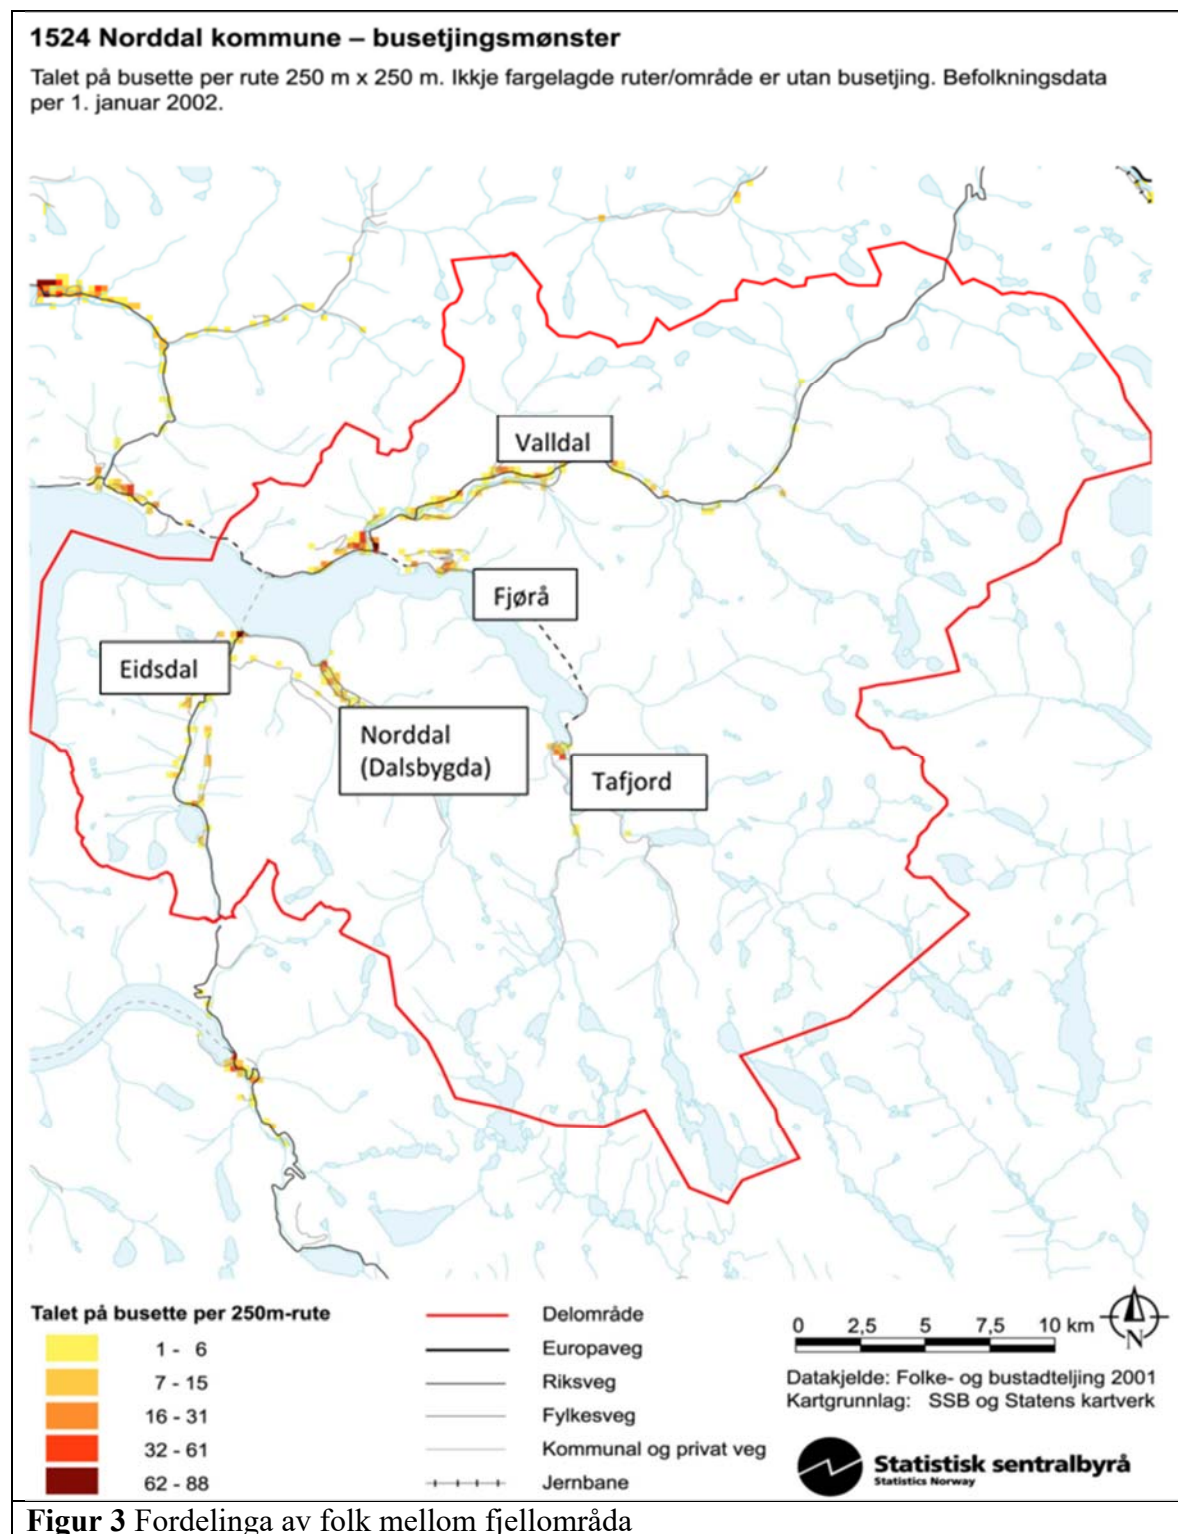 1524 Norddal kommune – busetjingsmønster
Talet på busette per rute 250 m x 250 m. Ikkje fargelagde ruter/område er utan busetjing. Befolkningsdata
per 1. januar 2002.
Valldal
Fjørå
Eidsdal
Norddal
(Dalsbygda)
Tafjord
Talet på busette per 250m-rute
1 - 6
7 - 15
16 - 31
32 - 61
62 - 88
Delområde
Europaveg
Riksveg
Fylkesveg
Kommunal og privat veg
Jernbane
0 2,5 5 7,5 10 km
N
Datakjelde: Folke- og bustadteljing 2001
Kartgrunnlag: SSB og Statens kartverk
Statistisk sentralbyrå
Statistics Norway
Figur 3 Fordelinga av folk mellom fjellområda